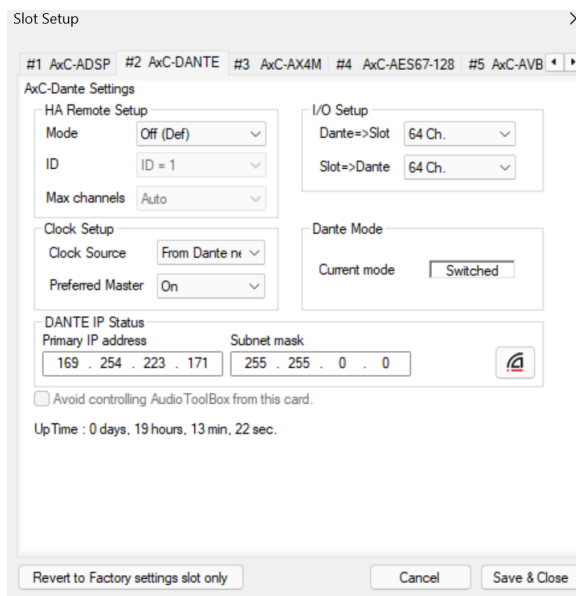 Slot Setup
#1 AxC-ADSP #2 AxC-DANTE #3 AxC-AX4M #4 AxC-AES67-128 #5 AxC-AVB
AxC-Dante Settings
HA Remote Setup
Mode Off (Def)
ID ID = 1
Max channels Auto
I/O Setup
Dante=>Slot 64 Ch.
Slot=>Dante 64 Ch.
Clock Setup
Clock Source From Dante ne
Preferred Master On
Dante Mode
Current mode Switched
DANTE IP Status
Primary IP address Subnet mask
169 . 254 . 223 . 171 255 . 255 . 0 . 0
Avoid controlling AudioToolBox from this card.
UpTime : 0 days, 19 hours, 13 min, 22 sec.
Revert to Factory settings slot only Cancel Save & Close